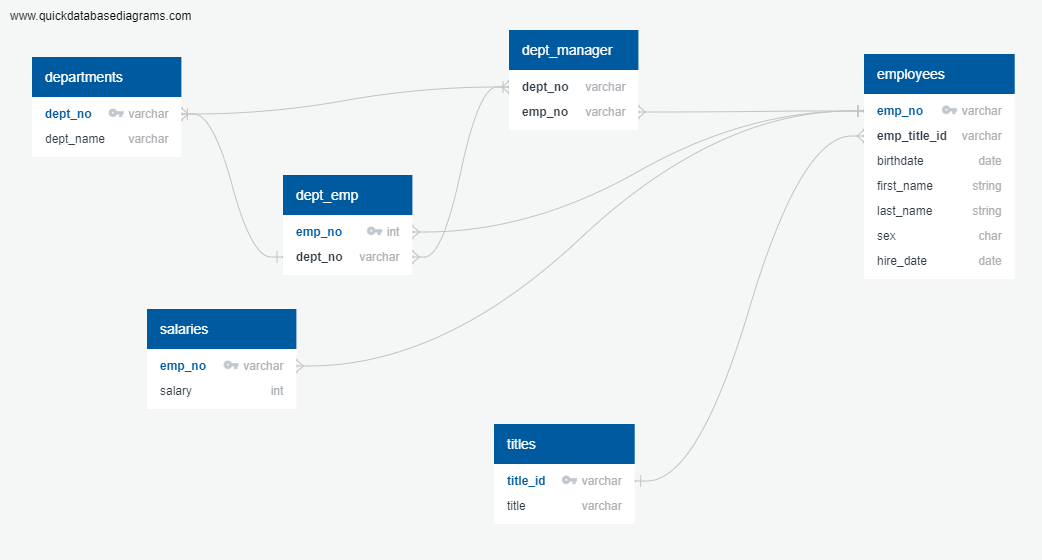 www.quickdatabasediagrams.com
departments
dept_no varchar
dept_name varchar
dept_manager
dept_no varchar
emp_no varchar
employees
emp_no varchar
emp_title_id varchar
birthdate date
first_name string
last_name string
sex char
hire_date date
dept_emp
emp_no int
dept_no varchar
salaries
emp_no varchar
salary int
titles
title_id varchar
title varchar